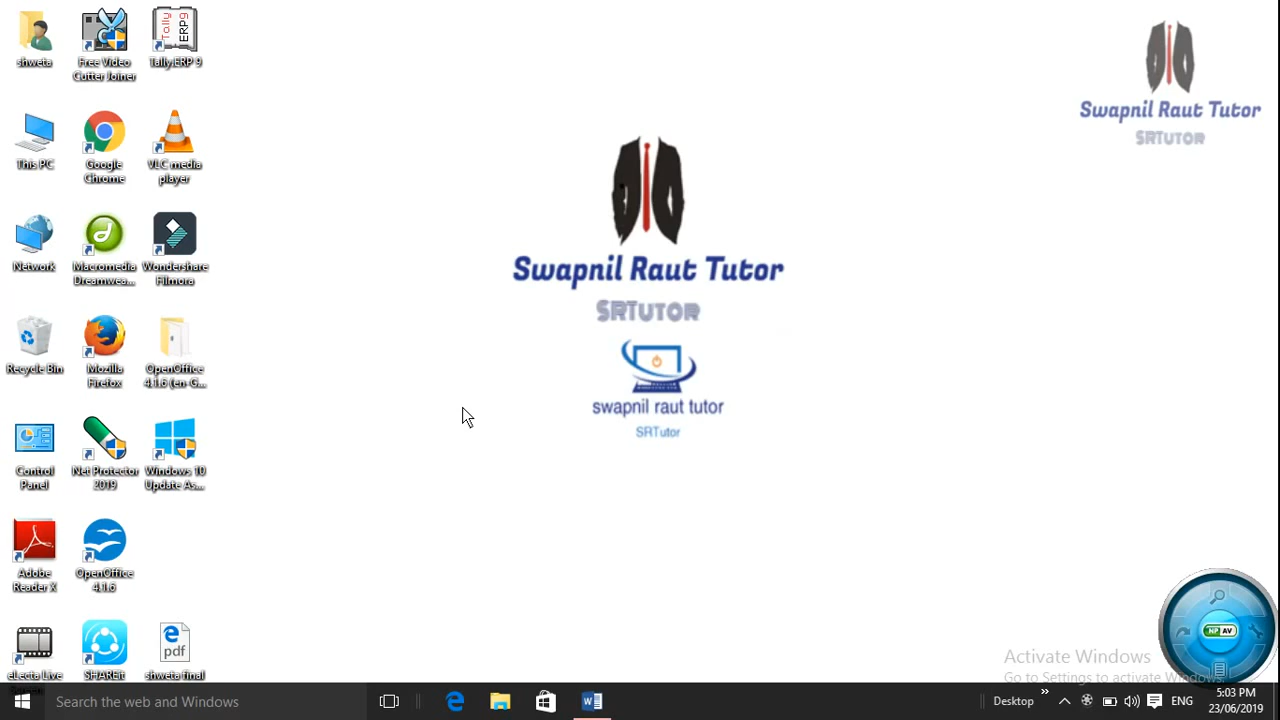 shweta
Free Video
Cutter Joiner
Tally
ERP9
Tally.ERP 9
This PC
Google
Chrome
VLC media
player
Network
Macromedia
Dreamwea...
Wondershare
Filmora
Recycle Bin
Mozilla
Firefox
OpenOffice
4.1.6 (en-G...
Control
Panel
Net Protector
2019
Windows 10
Update As...
Adobe
Reader X
OpenOffice
4.1.6
eLecta Live
Screen
SHAREit
pdf
shweta final
Swapnil Raut Tutor
SRTUTOR
swapnil raut tutor
SRTutor
Swapnil Raut Tutor
SRTUTOR
NP AV
Activate Windows
Go to Settings to activate Windows.
Search the web and Windows
Desktop
ENG
5:03 PM
23/06/2019